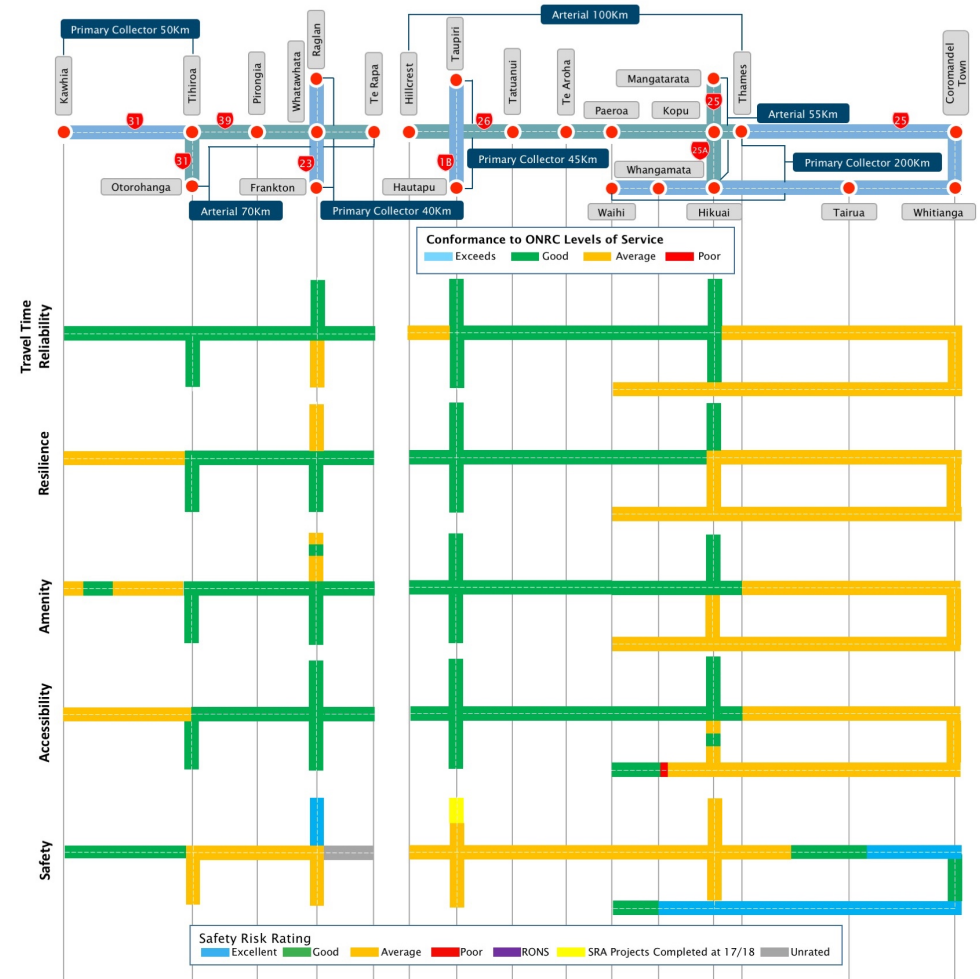 Arterial 100Km
Primary Collector 50Km
Kawhia
Tihiroa
Pirongia
Whatawhata
Raglan
Te Rapa
Hillcrest
Taupiri
Tatuanui
Te Aroha
Mangatarata
Paeroa
Kopu
Thames
Coromandel
Town
31
39
26
25
25
Arterial 55Km
31
23
1B
25A
Primary Collector 45Km
Primary Collector 200Km
Whangamata
Otorohanga
Frankton
Hautapu
Arterial 70Km
Primary Collector 40Km
Waihi
Hikuai
Tairua
Whitianga
Conformance to ONRC Levels of Service
Exceeds
Good
Average
Poor
Travel Time
Reliability
Resilience
Amenity
Accessibility
Safety
Safety Risk Rating
Excellent
Good
Average
Poor
RONS
SRA Projects Completed at 17/18
Unrated